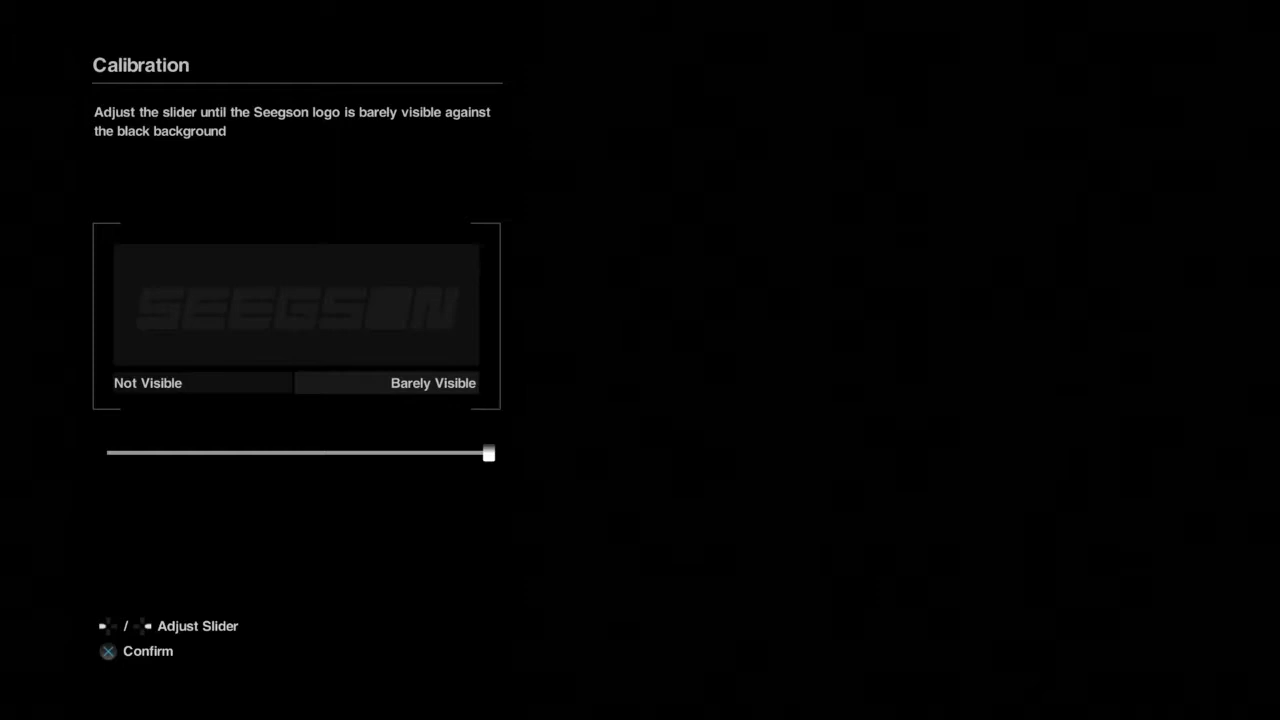 Calibration
Adjust the slider until the Seegson logo is barely visible against
the black background
SEEGSON
Not Visible
Barely Visible
/ Adjust Slider
Confirm